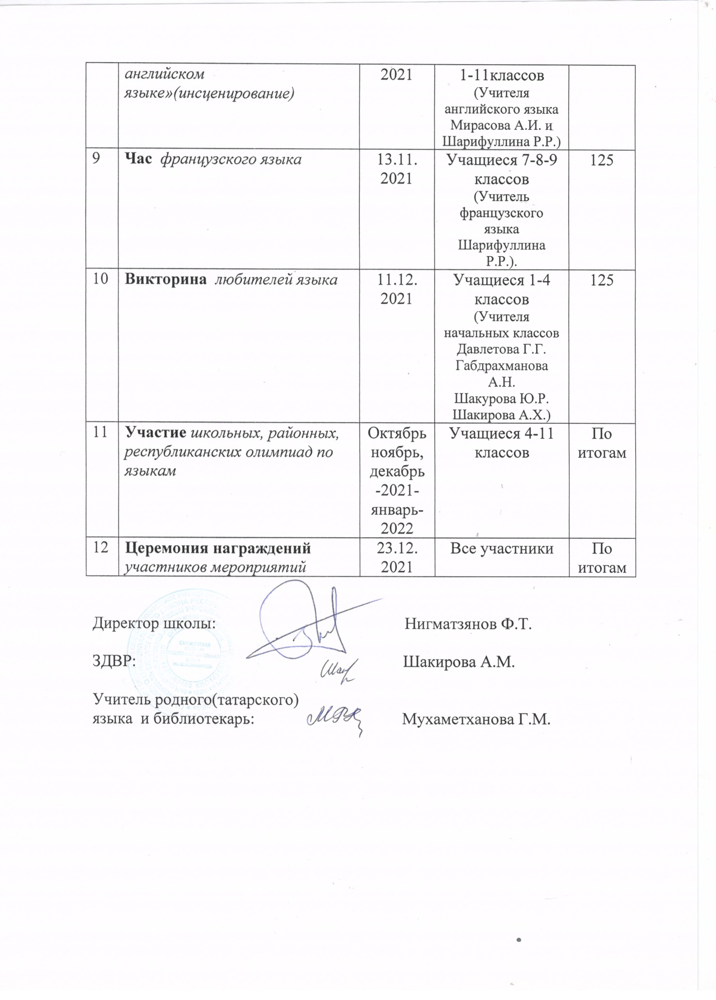 английском
языке»(инсценирование)
2021
1-11классов
(Учителя
английского языка
Мирасова А.И. и
Шарифуллина Р.Р.)
9
Час французского языка
13.11.
2021
Учащиеся 7-8-9
классов
(Учитель
французского
языка
Шарифуллина
Р.Р.).
125
10
Викторина любителей языка
11.12.
2021
Учащиеся 1-4
классов
(Учителя
начальных классов
Давлетова Г.Г.
Габдрахманова
А.Н.
Шакурова Ю.Р.
Шакирова А.Х.)
125
11
Участие школьных, районных,
республиканских олимпиад по
языкам
Октябрь
ноябрь,
декабрь
-2021-
январь-
2022
Учащиеся 4-11
классов
По
итогам
12
Церемония награждений
участников мероприятий
23.12.
2021
Все участники
По
итогам
Директор школы:
Нигматзянов Ф.Т.
ЗДВР:
Шакирова А.М.
Учитель родного(татарского)
языка и библиотекарь:
Мухаметханова Г.М.